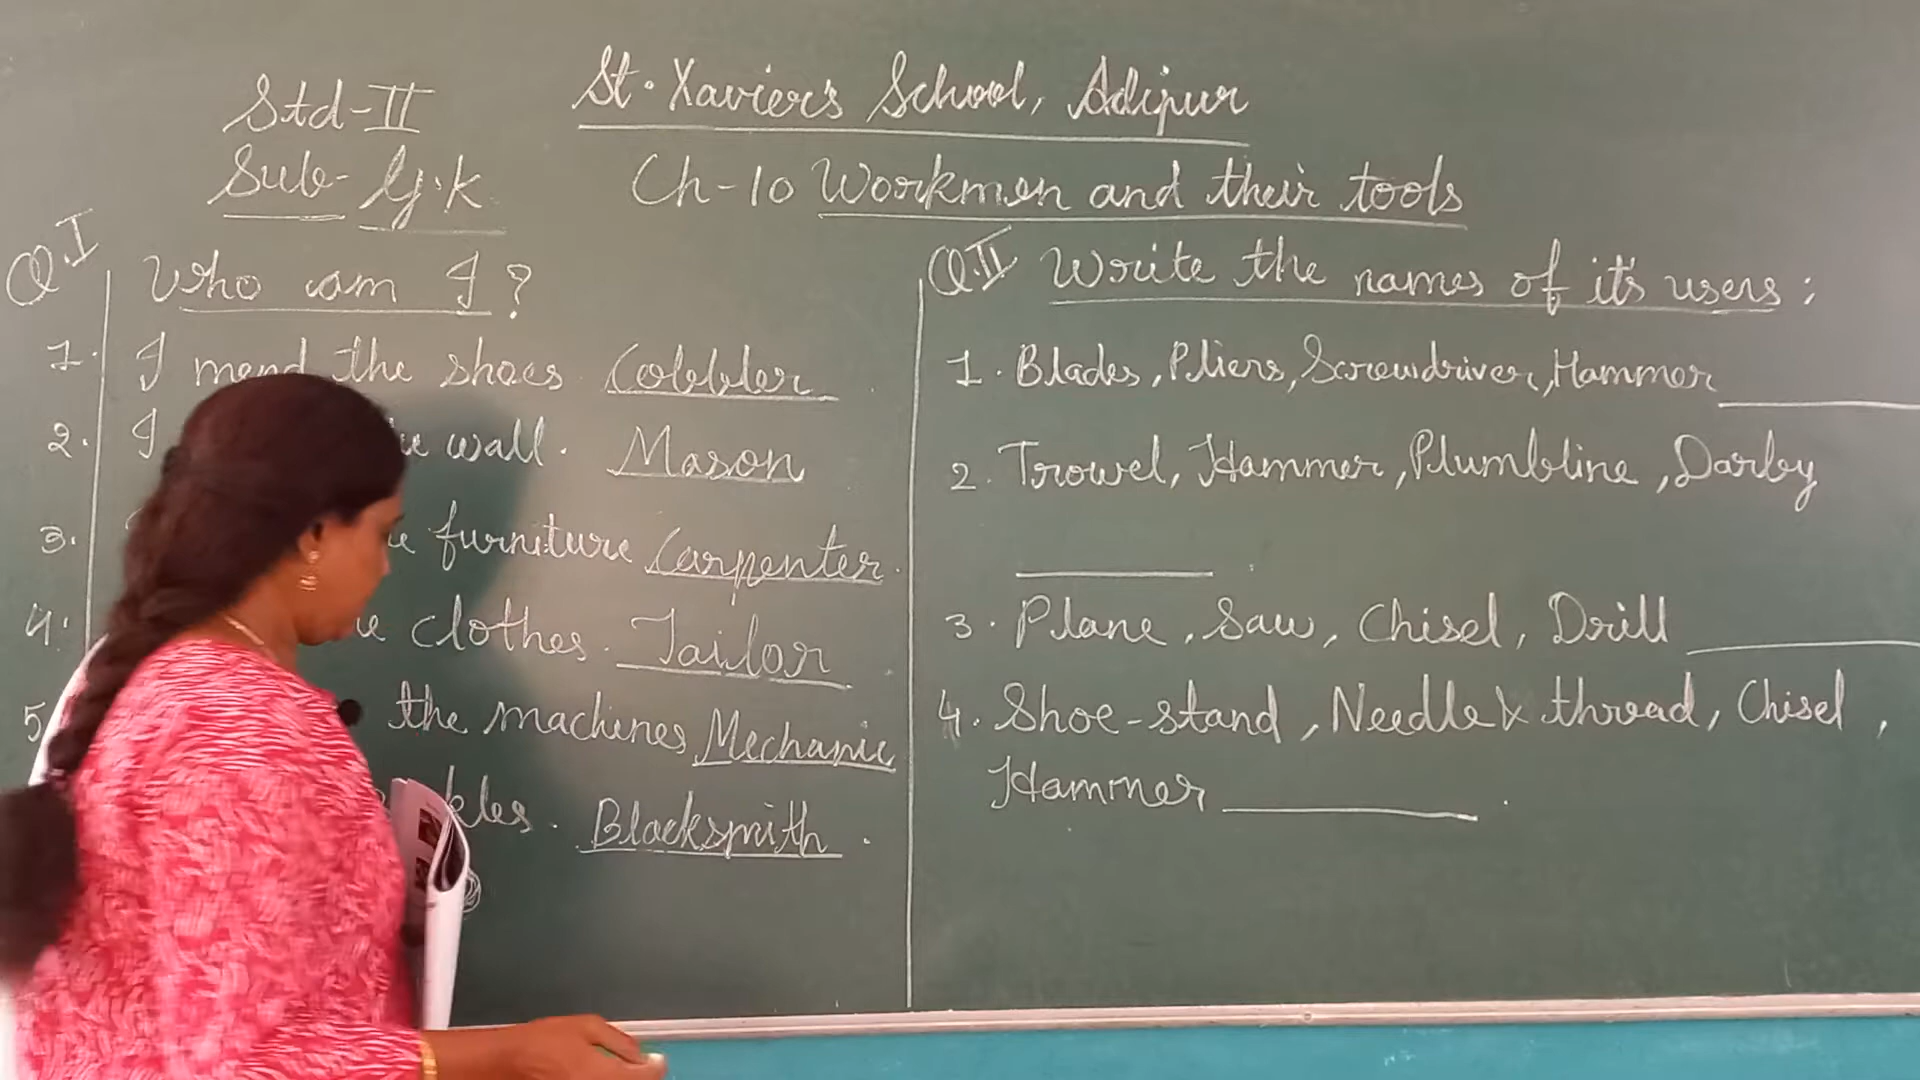 Std-II
St. Xavier's School, Adipur
Sub- G.K
Ch-10 Workmen and their tools
Q I Who am I?
1. I mend the shoes Cobbler
2. I wall. Mason
3. furniture Carpenter.
4. clothes. Tailor
5 the machines Mechanic
Blacksmith.
Q.II Write the names of it's users:
1. Blades, Pliers, Screwdriver, Hammer
2. Trowel, Hammer, Plumbline, Darby
3. Plane, Saw, Chisel, Drill
4. Shoe-stand, Needle & thread, Chisel,
Hammer .